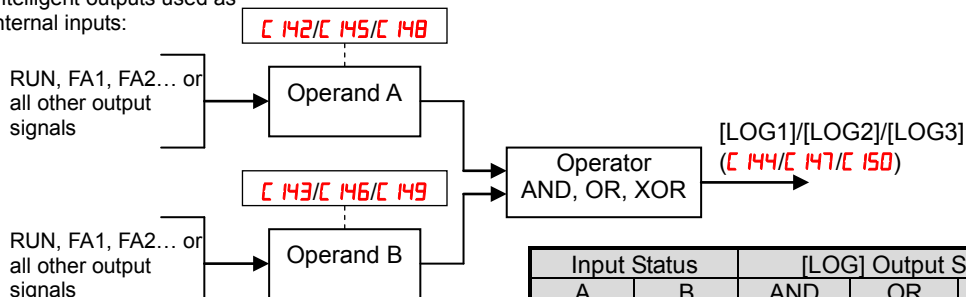 ntelligent outputs used as
nternal inputs:
C 142/C 145/C 148
RUN, FA1, FA2… or
all other output
signals
Operand A
[LOG1]/[LOG2]/[LOG3]
(C 144/C 147/C 150)
Operator
AND, OR, XOR
C 143/C 146/C 149
RUN, FA1, FA2… or
all other output
signals
Operand B
Input Status [LOG] Output S
A B AND OR